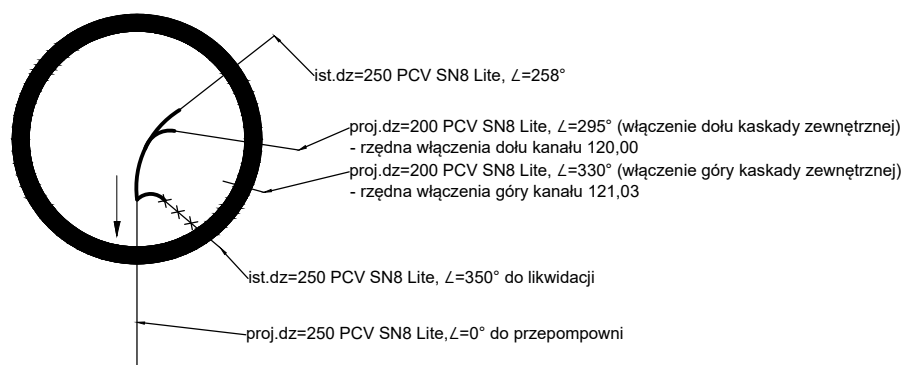 ist.dz=250 PCV SN8 Lite, ∠=258°
proj.dz=200 PCV SN8 Lite, ∠=295° (włączenie dołu kaskady zewnętrznej)
- rzędna włączenia dołu kanału 120,00
proj.dz=200 PCV SN8 Lite, ∠=330° (włączenie góry kaskady zewnętrznej)
- rzędna włączenia góry kanału 121,03
ist.dz=250 PCV SN8 Lite, ∠=350° do likwidacji
proj.dz=250 PCV SN8 Lite,∠=0° do przepompowni